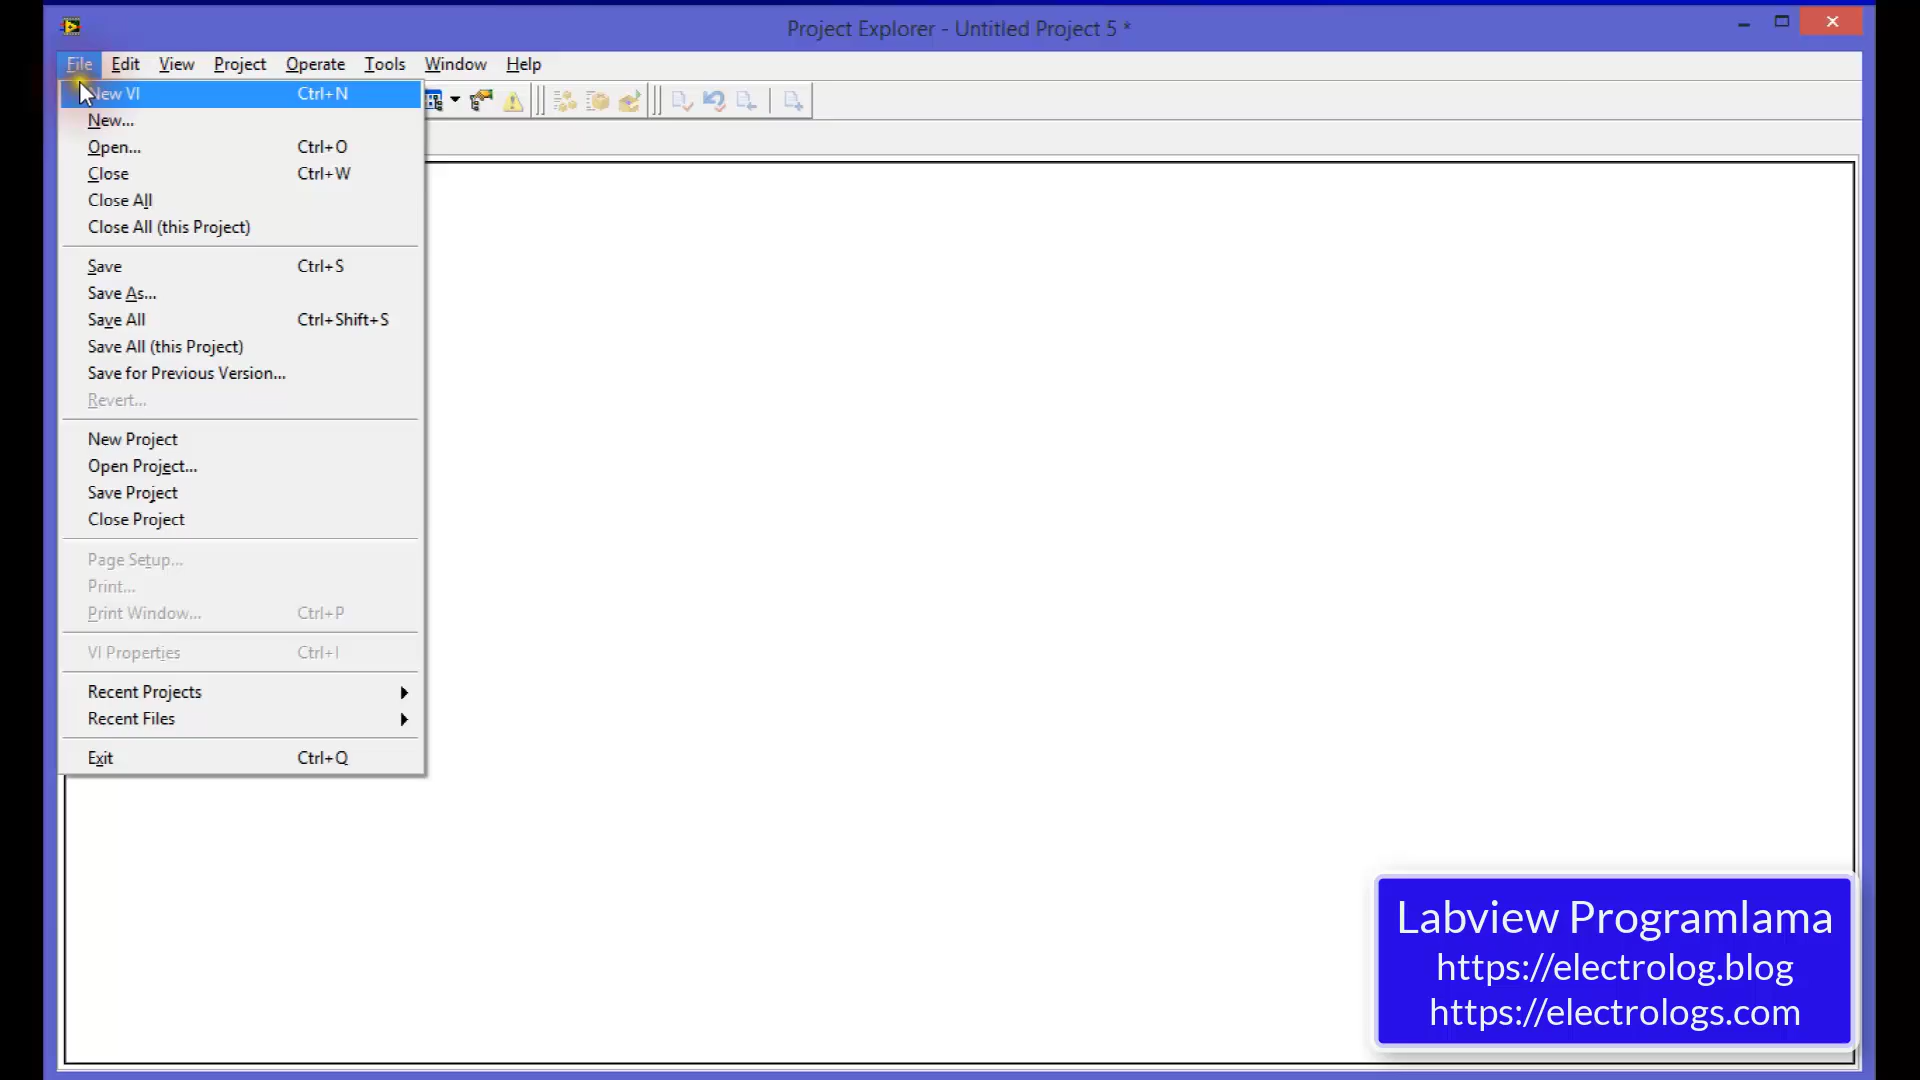 Project Explorer - Untitled Project 5 *
File Edit View Project Operate Tools Window Help
New VI Ctrl+N
New...
Open... Ctrl+O
Close Ctrl+W
Close All
Close All (this Project)
Save Ctrl+S
Save As...
Save All Ctrl+Shift+S
Save All (this Project)
Save for Previous Version...
Revert...
New Project
Open Project...
Save Project
Close Project
Page Setup...
Print...
Print Window... Ctrl+P
VI Properties Ctrl+I
Recent Projects
Recent Files
Exit Ctrl+Q
Labview Programlama
https://electrolog.blog
https://electrologs.com